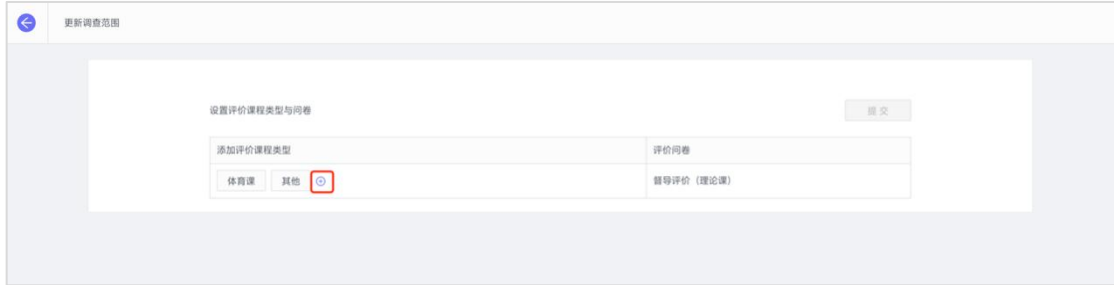 更新调查范围
设置评价课程类型与问卷
提交
添加评价课程类型 评价问卷
体育课 其他 督导评价（理论课）